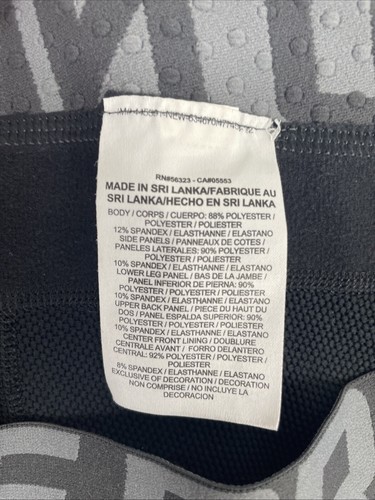 RN#56323 - CA#05553
MADE IN SRI LANKA/FABRIQUE AU
SRI LANKA/HECHO EN SRI LANKA
BODY / CORPS / CUERPO: 88% POLYESTER /
POLYESTER / POLIESTER
12% SPANDEX / ELASTHANNE / ELASTANO
SIDE PANELS / PANNEAUX DE COTES /
PANELES LATERALES: 90% POLYESTER /
POLYESTER / POLIESTER
10% SPANDEX / ELASTHANNE / ELASTANO
LOWER LEG PANEL / BAS DE LA JAMBE /
PANEL INFERIOR DE PIERNA: 90%
POLYESTER / POLYESTER / POLIESTER
10% SPANDEX / ELASTHANNE / ELASTANO
UPPER BACK PANEL / PIECE DU HAUT DU
DOS / PANEL ESPALDA SUPERIOR: 90%
POLYESTER / POLYESTER / POLIESTER
10% SPANDEX / ELASTHANNE / ELASTANO
CENTER FRONT LINING / DOUBLURE
CENTRALE AVANT / FORRO DELANTERO
CENTRAL: 92% POLYESTER / POLYESTER /
POLIESTER
8% SPANDEX / ELASTHANNE / ELASTANO
EXCLUSIVE OF DECORATION / DECORATION
NON COMPRISE / NO INCLUYE LA
DECORACION